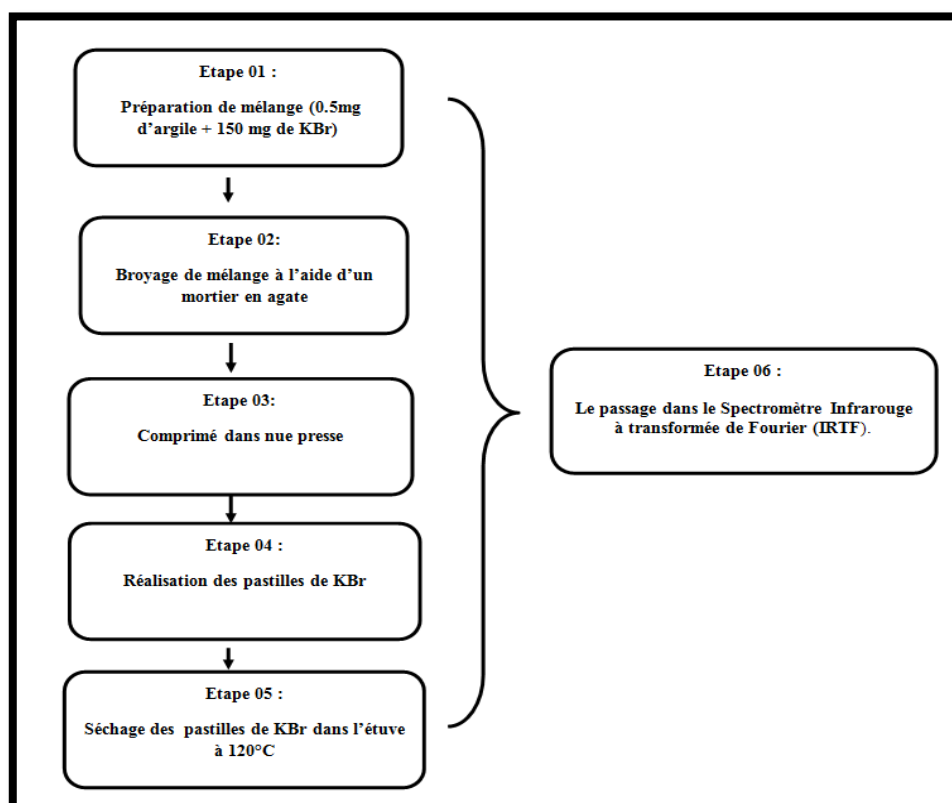 Etape 01 :
Préparation de mélange (0.5mg
d'argile + 150 mg de KBr)
Etape 02:
Broyage de mélange à l'aide d'un
mortier en agate
Etape 03:
Comprimé dans nue presse
Etape 04 :
Réalisation des pastilles de KBr
Etape 05 :
Séchage des pastilles de KBr dans l'étuve
à 120°C
Etape 06 :
Le passage dans le Spectromètre Infrarouge
à transformée de Fourier (IRTF).